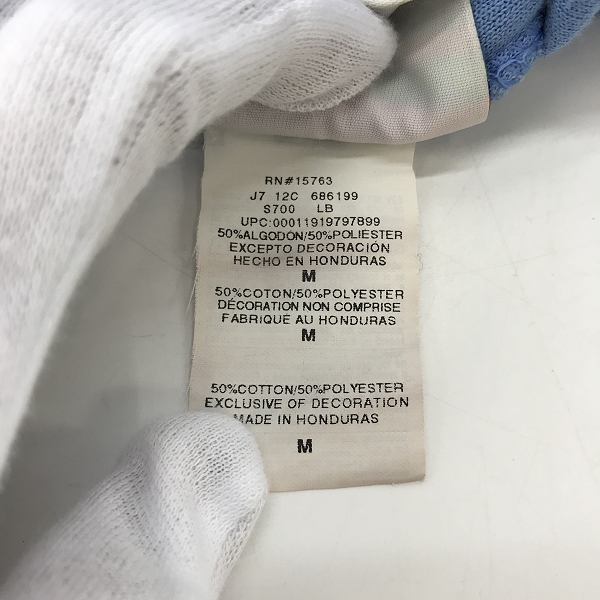 RN#15763
J7 12C 686199
S700 LB
UPC:00011919797899
50%ALGODON/50%POLIESTER
EXCEPTO DECORACIÓN
HECHO EN HONDURAS
M
50%COTON/50%POLYESTER
DÉCORATION NON COMPRISE
FABRIQUE AU HONDURAS
M
50%COTTON/50%POLYESTER
EXCLUSIVE OF DECORATION
MADE IN HONDURAS
M